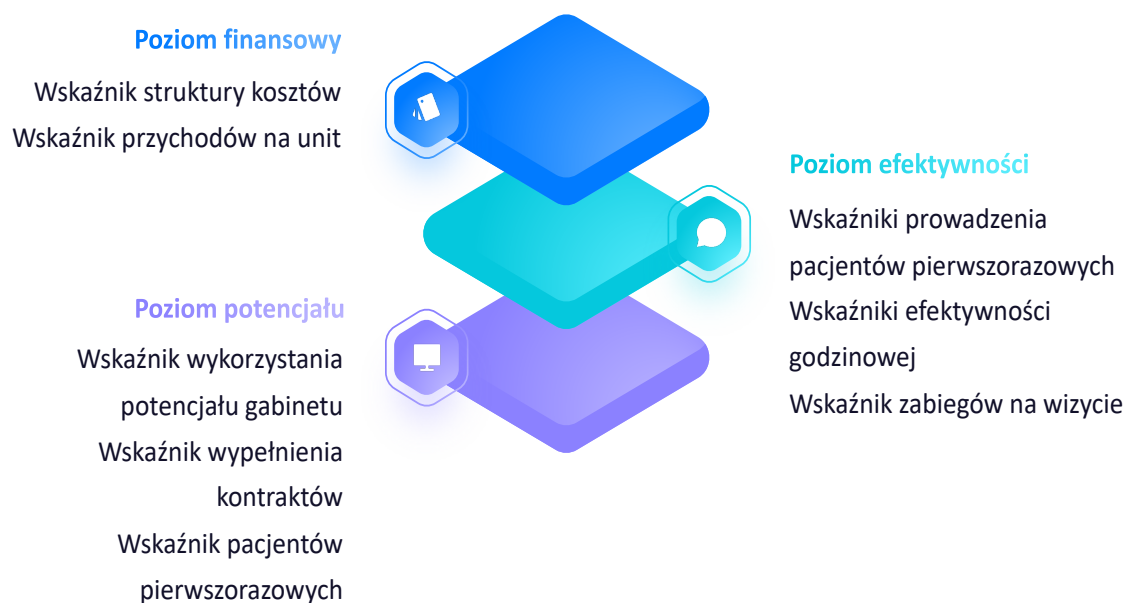 Poziom finansowy
Wskaźnik struktury kosztów
Wskaźnik przychodów na unit
Poziom efektywności
Wskaźniki prowadzenia
pacjentów pierwszorazowych
Wskaźniki efektywności
godzinowej
Wskaźnik zabiegów na wizycie
Poziom potencjału
Wskaźnik wykorzystania
potencjału gabinetu
Wskaźnik wypełnienia
kontraktów
Wskaźnik pacjentów
pierwszorazowych